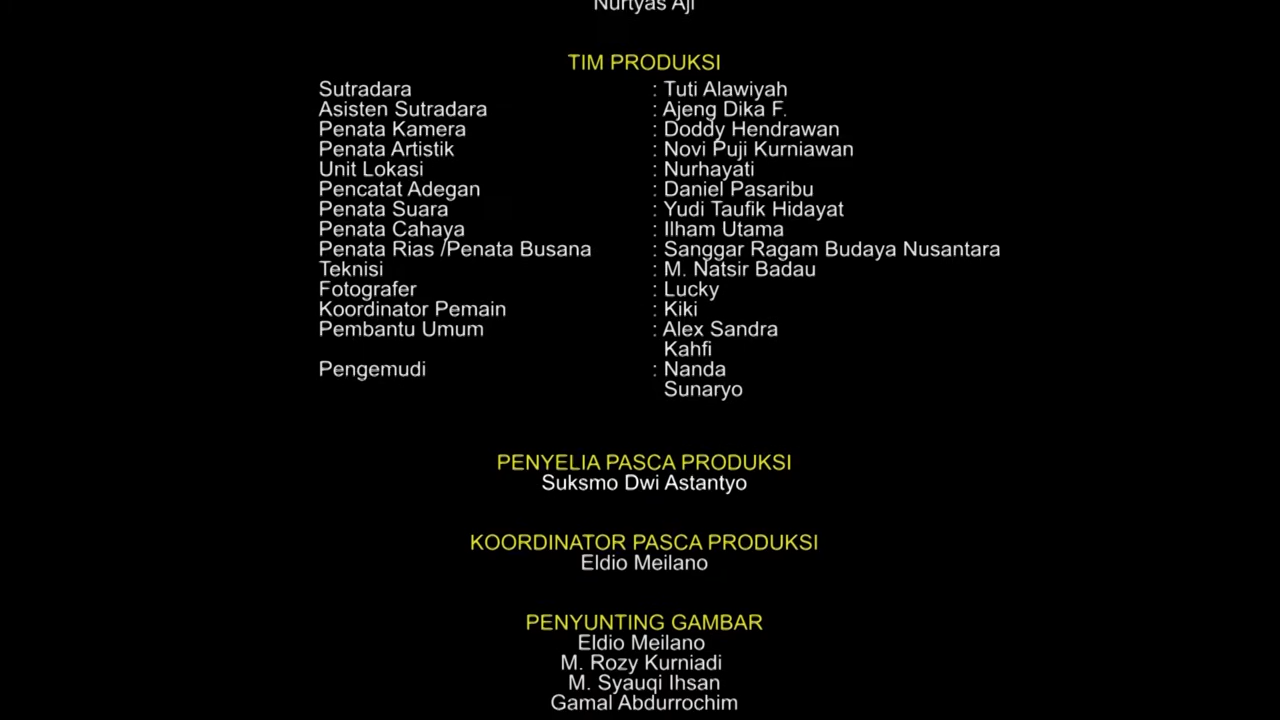 Nurtyas Aji
TIM PRODUKSI
Sutradara : Tuti Alawiyah
Asisten Sutradara : Ajeng Dika F.
Penata Kamera : Doddy Hendrawan
Penata Artistik : Novi Puji Kurniawan
Unit Lokasi : Nurhayati
Pencatat Adegan : Daniel Pasaribu
Penata Suara : Yudi Taufik Hidayat
Penata Cahaya : Ilham Utama
Penata Rias /Penata Busana : Sanggar Ragam Budaya Nusantara
Teknisi : M. Natsir Badau
Fotografer : Lucky
Koordinator Pemain : Kiki
Pembantu Umum : Alex Sandra
Kahfi
Pengemudi : Nanda
Sunaryo
PENYELIA PASCA PRODUKSI
Suksmo Dwi Astantyo
KOORDINATOR PASCA PRODUKSI
Eldio Meilano
PENYUNTING GAMBAR
Eldio Meilano
M. Rozy Kurniadi
M. Syauqi Ihsan
Gamal Abdurrochim